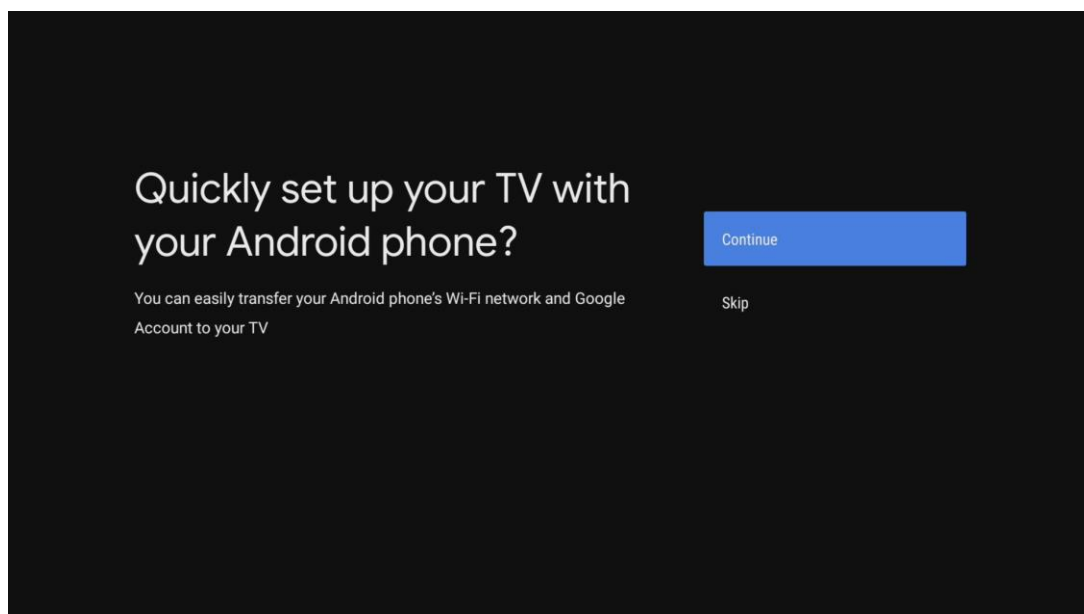 Quickly set up your TV with
your Android phone?
You can easily transfer your Android phone's Wi-Fi network and Google
Account to your TV
Continue
Skip